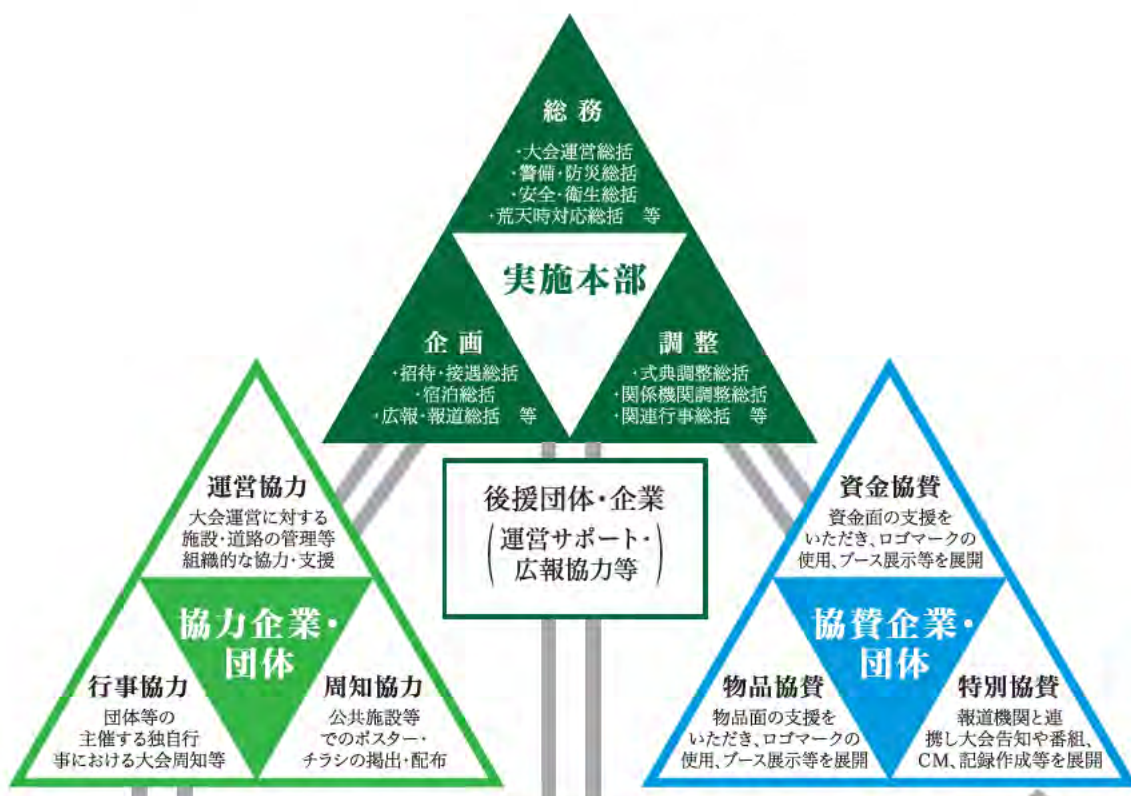 総務
・大会運営総括
・警備・防災総括
・安全・衛生総括
・荒天時対応総括　等
実施本部
企画
・招待・接遇総括
・宿泊総括
・広報・報道総括　等
調整
・式典調整総括
・関係機関調整総括
・関連行事総括　等
後援団体・企業
（運営サポート・
広報協力等）
運営協力
大会運営に対する
施設・道路の管理等
組織的な協力・支援
協力企業・
団体
行事協力
団体等の
主催する独自行
事における大会周知等
周知協力
公共施設等
でのポスター・
チラシの掲出・配布
資金協賛
資金面の支援を
いただき、ロゴマークの
使用、ブース展示等を展開
協賛企業・
団体
物品協賛
物品面の支援を
いただき、ロゴマークの
使用、ブース展示等を展開
特別協賛
報道機関と連
携し大会告知や番組、
CM、記録作成等を展開